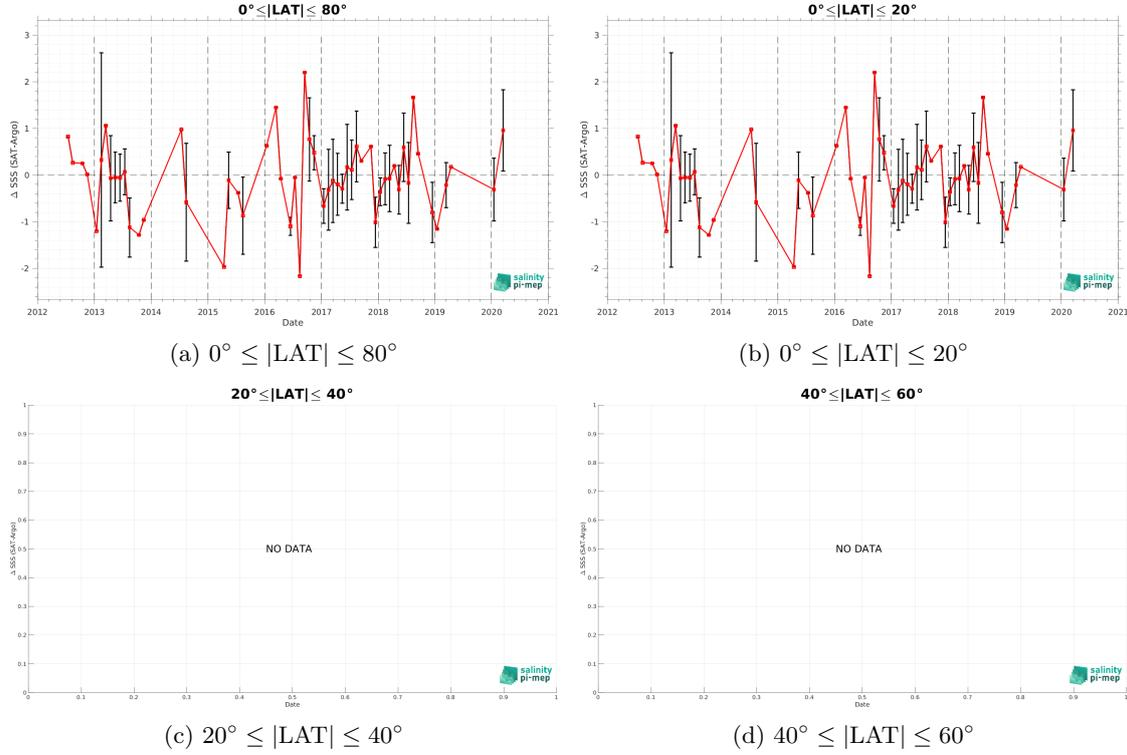 0°≤|LAT|≤ 80°
Δ SSS (SAT-Argo)
3
2
1
0
-1
-2
2012 2013 2014 2015 2016 2017 2018 2019 2020 2021
Date
salinity
pi-mep
(a) 0° ≤ |LAT| ≤ 80°
0°≤|LAT|≤ 20°
Δ SSS (SAT-Argo)
3
2
1
0
-1
-2
2012 2013 2014 2015 2016 2017 2018 2019 2020 2021
Date
salinity
pi-mep
(b) 0° ≤ |LAT| ≤ 20°
20°≤|LAT|≤ 40°
Δ SSS (SAT-Argo)
1
0.9
0.8
0.7
0.6
0.5
0.4
0.3
0.2
0.1
0
NO DATA
0 0.1 0.2 0.3 0.4 0.5 0.6 0.7 0.8 0.9 1
Date
salinity
pi-mep
(c) 20° ≤ |LAT| ≤ 40°
40°≤|LAT|≤ 60°
Δ SSS (SAT-Argo)
1
0.9
0.8
0.7
0.6
0.5
0.4
0.3
0.2
0.1
0
NO DATA
0 0.1 0.2 0.3 0.4 0.5 0.6 0.7 0.8 0.9 1
Date
salinity
pi-mep
(d) 40° ≤ |LAT| ≤ 60°